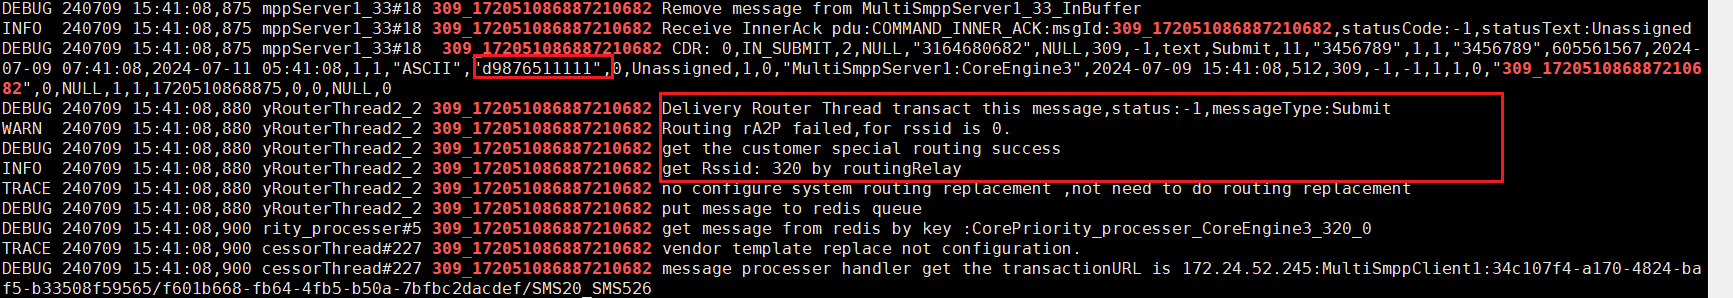 DEBUG 240709 15:41:08,875 mppServer1_33#18 309_172051086887210682 Remove message from MultiSmppServer1_33_InBuffer
INFO  240709 15:41:08,875 mppServer1_33#18 309_172051086887210682 Receive InnerAck pdu:COMMAND_INNER_ACK:msgId:309_172051086887210682,statusCode:-1,statusText:Unassigned
DEBUG 240709 15:41:08,875 mppServer1_33#18  309_172051086887210682 CDR: 0,IN_SUBMIT,2,NULL,"3164680682",NULL,309,-1,text,Submit,11,"3456789",1,1,"3456789",605561567,2024-
07-09 07:41:08,2024-07-11 05:41:08,1,1,"ASCII","d9876511111",0,Unassigned,1,0,"MultiSmppServer1:CoreEngine3",2024-07-09 15:41:08,512,309,-1,-1,1,1,0,"309_1720510868872106
82",0,NULL,1,1,1720510868875,0,0,NULL,0
DEBUG 240709 15:41:08,880 yRouterThread2_2 309_172051086887210682 Delivery Router Thread transact this message,status:-1,messageType:Submit
WARN  240709 15:41:08,880 yRouterThread2_2 309_172051086887210682 Routing rA2P failed,for rssid is 0.
DEBUG 240709 15:41:08,880 yRouterThread2_2 309_172051086887210682 get the customer special routing success
INFO  240709 15:41:08,880 yRouterThread2_2 309_172051086887210682 get Rssid: 320 by routingRelay
TRACE 240709 15:41:08,880 yRouterThread2_2 309_172051086887210682 no configure system routing replacement ,not need to do routing replacement
DEBUG 240709 15:41:08,880 yRouterThread2_2 309_172051086887210682 put message to redis queue
DEBUG 240709 15:41:08,900 rity_processer#5 309_172051086887210682 get message from redis by key :CorePriority_processer_CoreEngine3_320_0
TRACE 240709 15:41:08,900 cessorThread#227 309_172051086887210682 vendor template replace not configuration.
DEBUG 240709 15:41:08,900 cessorThread#227 309_172051086887210682 message processer handler get the transactionURL is 172.24.52.245:MultiSmppClient1:34c107f4-a170-4824-ba
f5-b33508f59565/f601b668-fb64-4fb5-b50a-7bfbc2dacdef/SMS20_SMS526